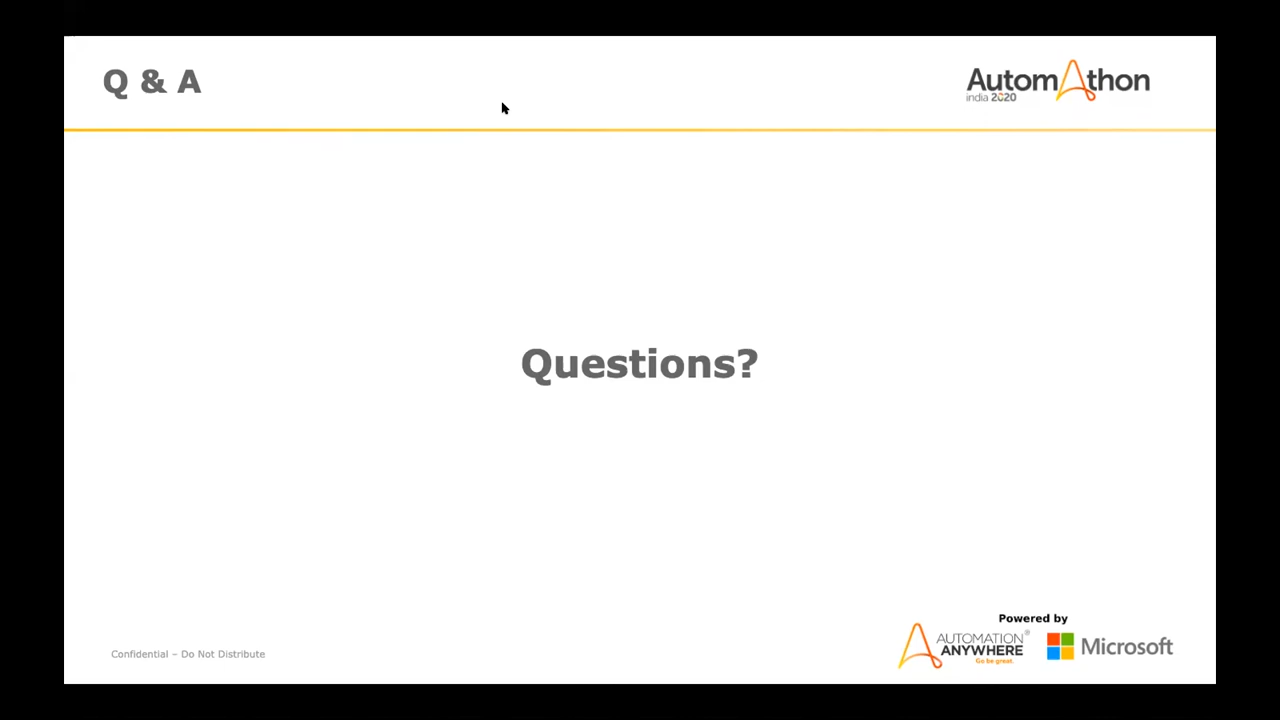 Q & A
AutomAthon
india 2020
Questions?
Powered by
AUTOMATION®
ANYWHERE
Go be great.
Microsoft
Confidential – Do Not Distribute